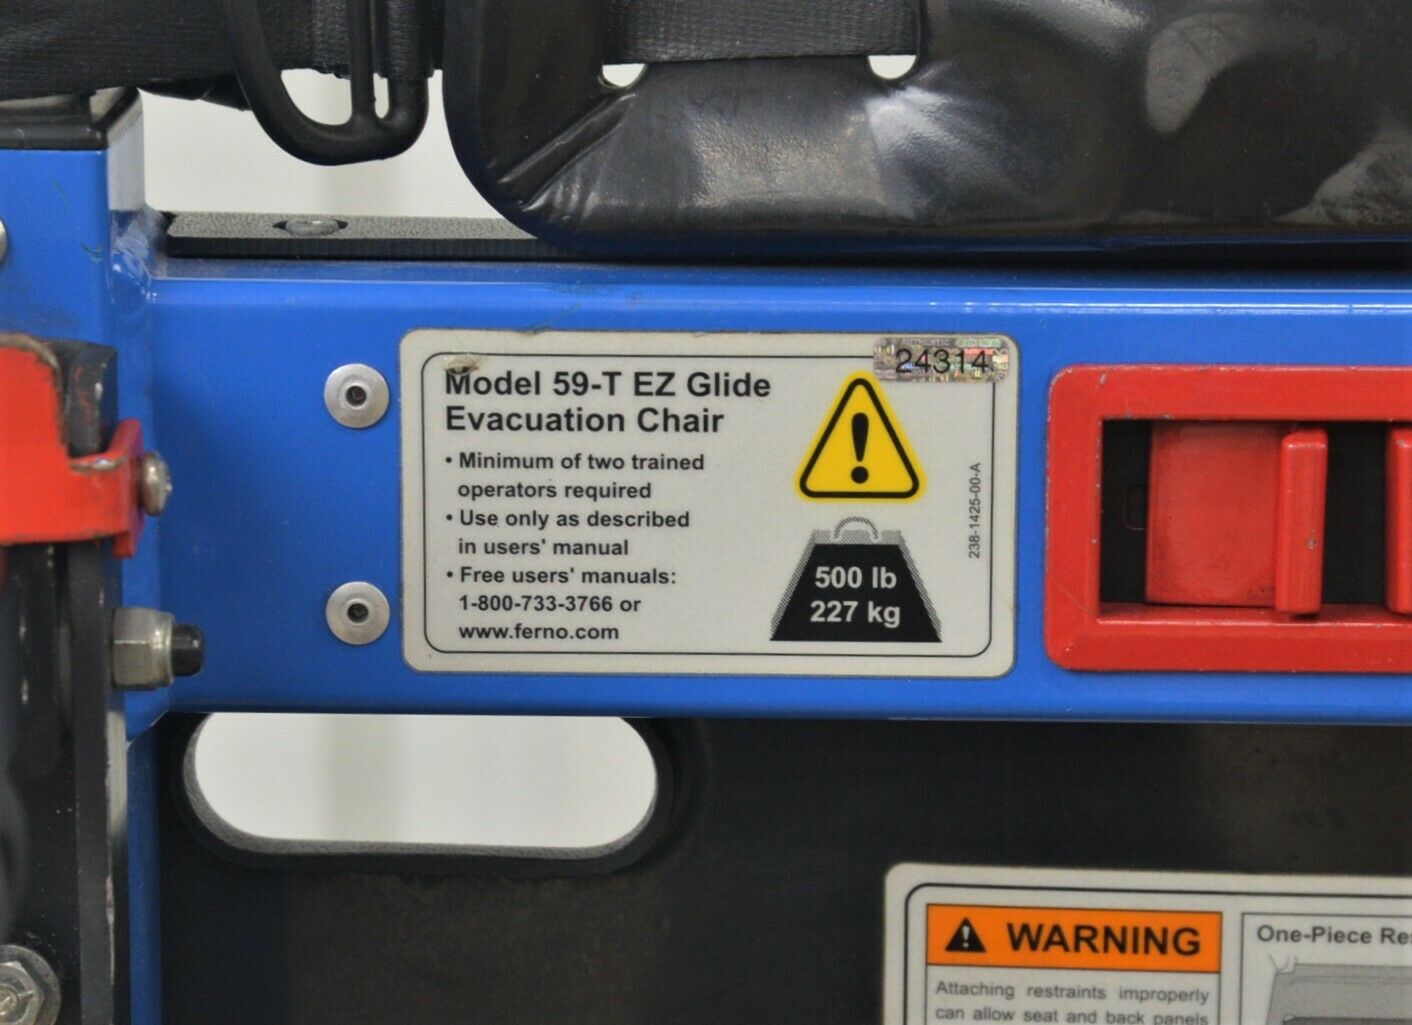 AUTHENTIC
24314
Model 59-T EZ Glide
Evacuation Chair
• Minimum of two trained
operators required
• Use only as described
in users' manual
• Free users' manuals:
1-800-733-3766 or
www.ferno.com
500 lb
227 kg
238-1425-00-A
WARNING
Attaching restraints improperly
can allow seat and back panels
One-Piece